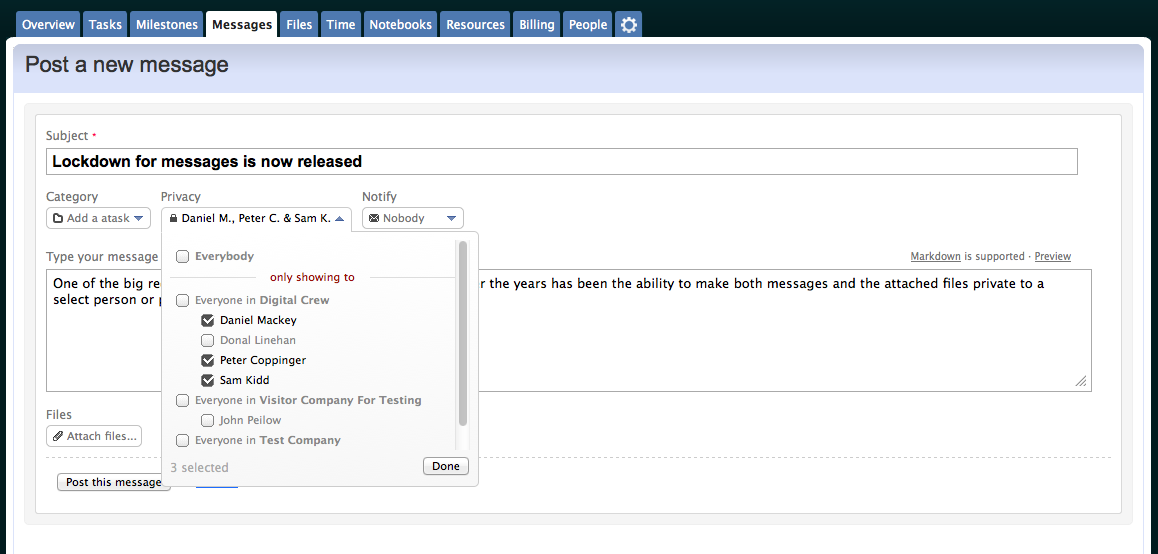 Overview Tasks Milestones Messages Files Time Notebooks Resources Billing People
Post a new message
Subject *
Lockdown for messages is now released
Category Privacy Notify
Add a atask Daniel M., Peter C. & Sam K. Nobody
Everybody
only showing to
Everyone in Digital Crew
Daniel Mackey
Donal Linehan
Peter Coppinger
Sam Kidd
Everyone in Visitor Company For Testing
John Peilow
Everyone in Test Company
3 selected Done
Type your message Markdown is supported · Preview
One of the big re r the years has been the ability to make both messages and the attached files private to a
select person or
Files
Attach files...
Post this message